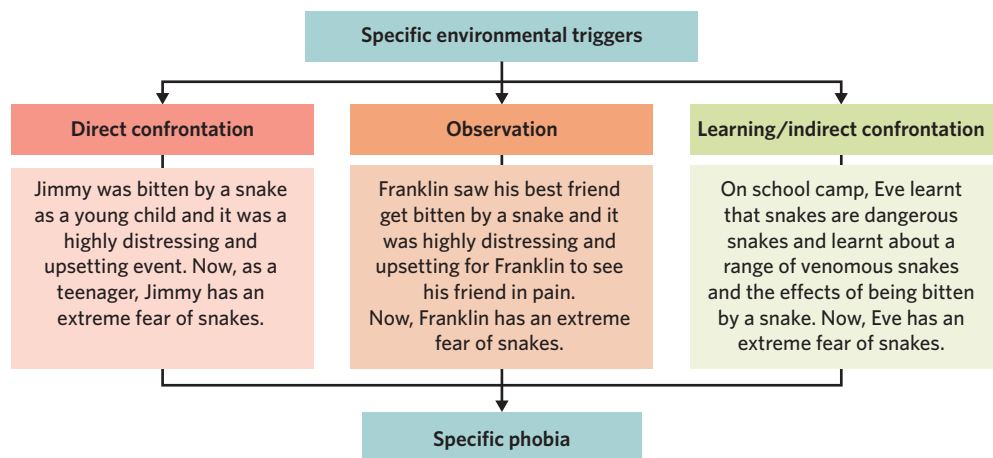 Specific environmental triggers
Direct confrontation
Jimmy was bitten by a snake
as a young child and it was a
highly distressing and
upsetting event. Now, as a
teenager, Jimmy has an
extreme fear of snakes.
Observation
Franklin saw his best friend
get bitten by a snake and it
was highly distressing and
upsetting for Franklin to see
his friend in pain.
Now, Franklin has an extreme
fear of snakes.
Learning/indirect confrontation
On school camp, Eve learnt
that snakes are dangerous
snakes and learnt about a
range of venomous snakes
and the effects of being bitten
by a snake. Now, Eve has an
extreme fear of snakes.
Specific phobia